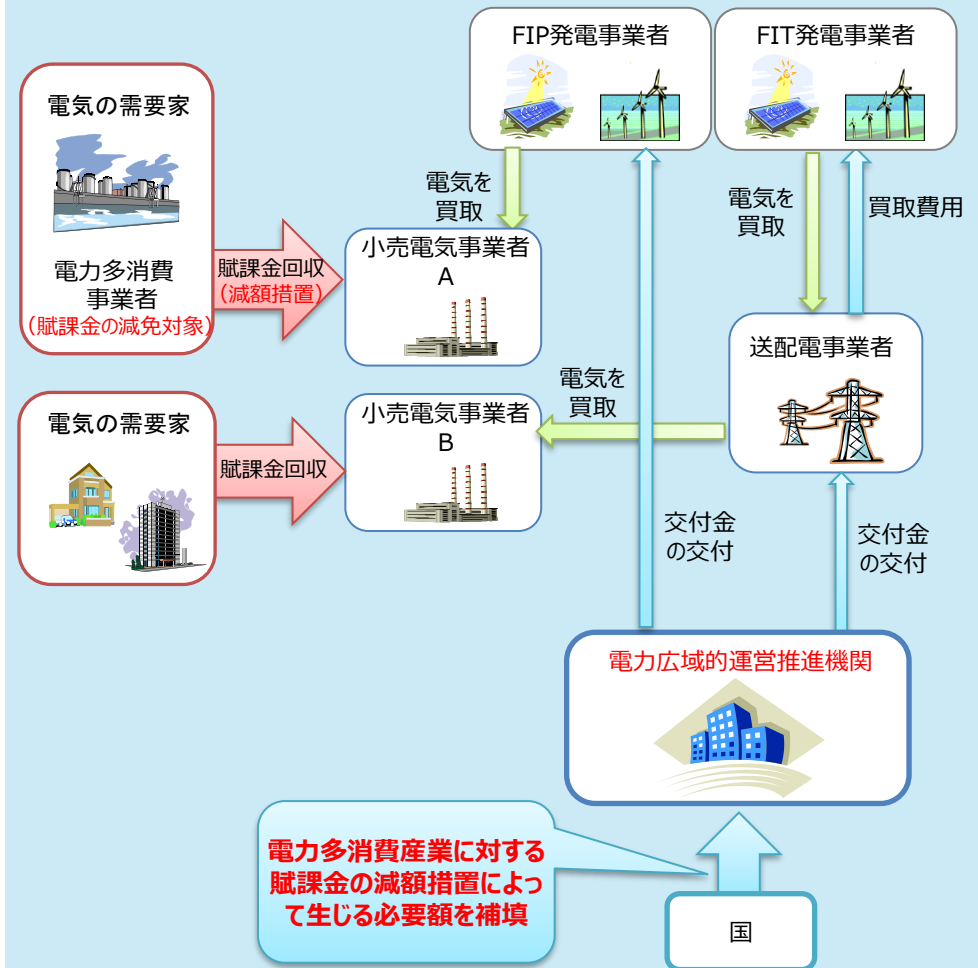 FIP発電事業者
FIT発電事業者
電気の需要家
電力多消費
事業者
(賦課金の減免対象)
賦課金回収
(減額措置)
電気を
買取
小売電気事業者
A
電気を
買取
買取費用
送配電事業者
電気の需要家
賦課金回収
小売電気事業者
B
電気を
買取
交付金
の交付
交付金
の交付
電力広域的運営推進機関
電力多消費産業に対する
賦課金の減額措置によっ
て生じる必要額を補填
国